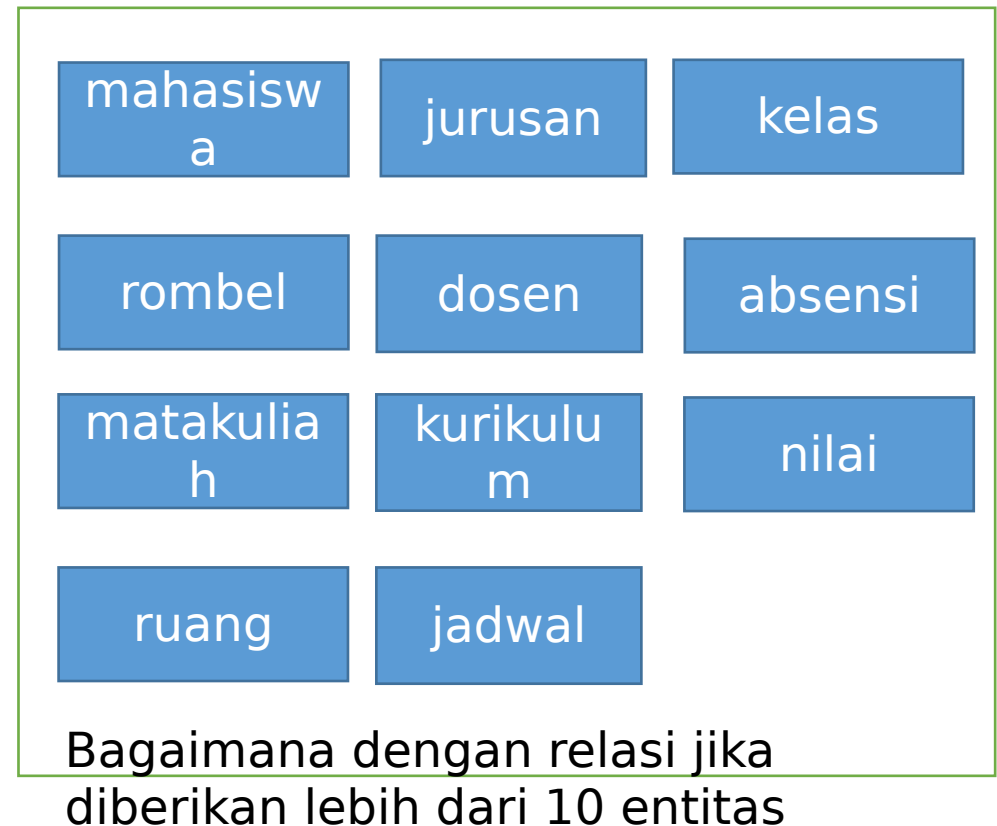 mahasisw
a
jurusan
kelas
rombel
dosen
absensi
matakulia
h
kurikulu
m
nilai
ruang
jadwal
Bagaimana dengan relasi jika
diberikan lebih dari 10 entitas